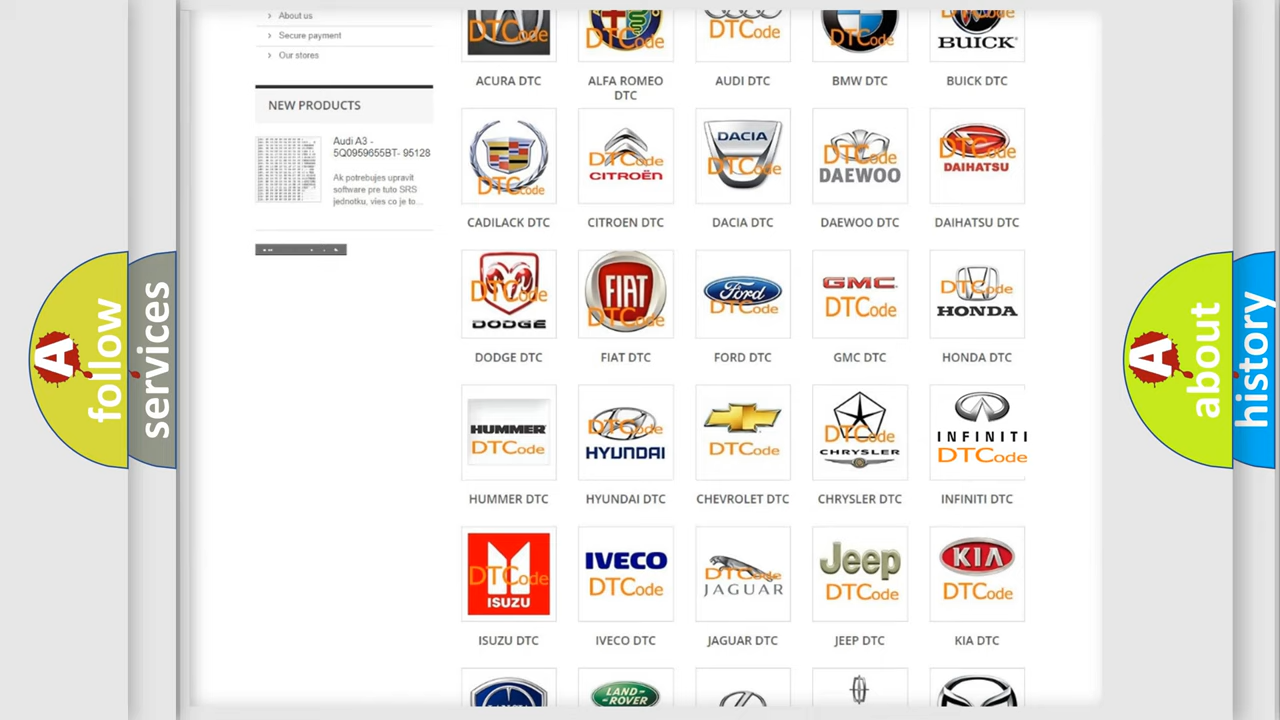 About us
Secure payment
Our stores
NEW PRODUCTS
Audi A3 -
5Q0959655BT- 95128
Ak potrebujes upravit
software pre tuto SRS
jednotku, vies co je to...
DTCode
DTCode
DTCode
DTCode
BUICK
ACURA DTC
ALFA ROMEO
DTC
AUDI DTC
BMW DTC
BUICK DTC
DTCode
DTCode
CITROËN
DACIA
DTCode
DTCode
DAEWOO
DTCode
DAIHATSU
CADILACK DTC
CITROEN DTC
DACIA DTC
DAEWOO DTC
DAIHATSU DTC
DTCode
DODGE
FIAT
DTCode
Ford
DTCode
GMC
DTCode
DTCode
HONDA
DODGE DTC
FIAT DTC
FORD DTC
GMC DTC
HONDA DTC
HUMMER
DTCode
DTCode
HYUNDAI
DTCode
DTCode
CHRYSLER
INFINITI
DTCode
HUMMER DTC
HYUNDAI DTC
CHEVROLET DTC
CHRYSLER DTC
INFINITI DTC
DTCode
ISUZU
IVECO
DTCode
DTCode
JAGUAR
Jeep
DTCode
KIA
DTCode
ISUZU DTC
IVECO DTC
JAGUAR DTC
JEEP DTC
KIA DTC
LAND-
ROVER
A
follow
services
A
about
history